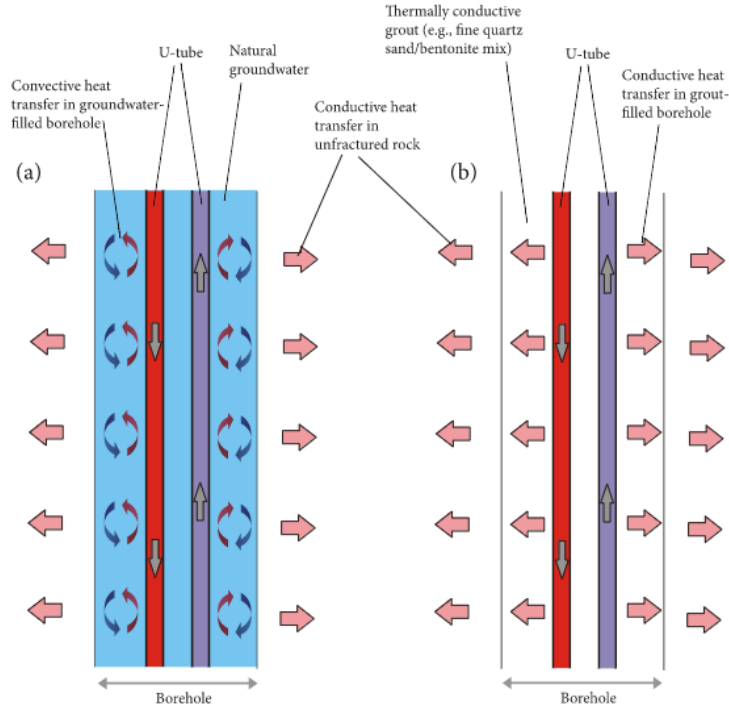 Convective heat
transfer in groundwater-
filled borehole
U-tube
Natural
groundwater
Conductive heat
transfer in
unfractured rock
Thermally conductive
grout (e.g., fine quartz
sand/bentonite mix)
U-tube
Conductive heat
transfer in grout-
filled borehole
(a)
(b)
Borehole
Borehole